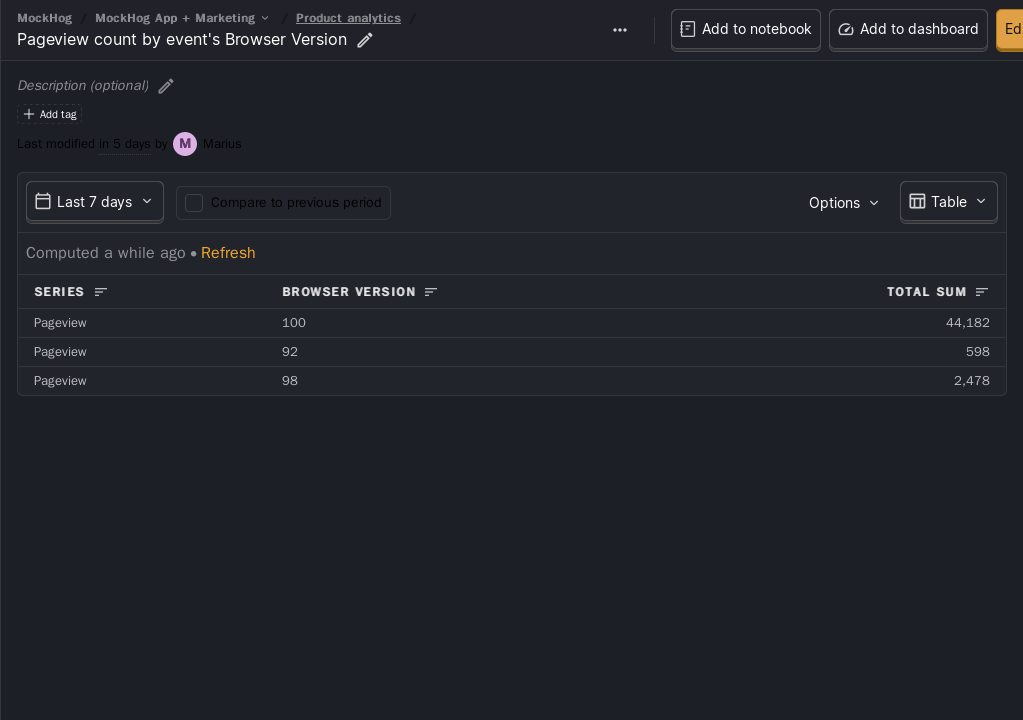 MockHog / MockHog App + Marketing / Product analytics /
Pageview count by event's Browser Version
Add to notebook
Add to dashboard
Ed
Description (optional)
Add tag
Last modified in 5 days by M Marius
Last 7 days
Compare to previous period
Options
Table
Computed a while ago • Refresh
SERIES BROWSER VERSION TOTAL SUM
Pageview 100 44,182
Pageview 92 598
Pageview 98 2,478